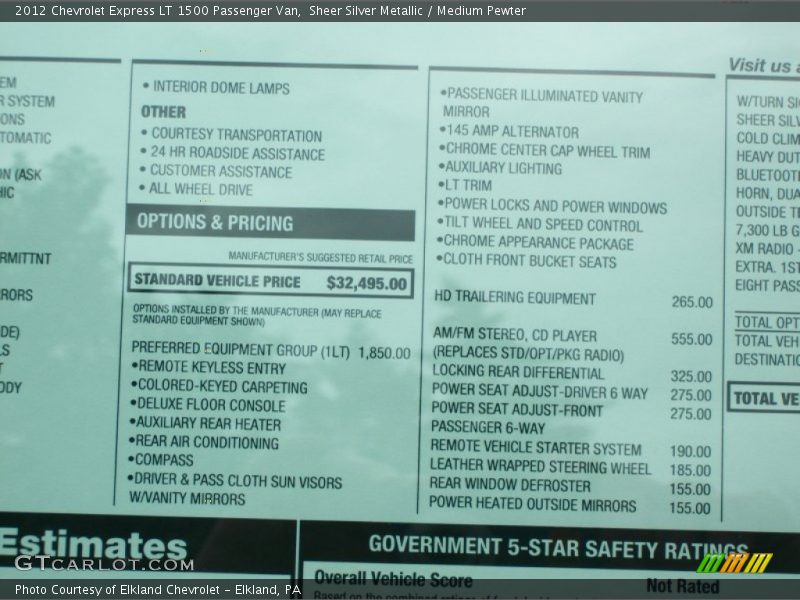 2012 Chevrolet Express LT 1500 Passenger Van,  Sheer Silver Metallic / Medium Pewter
EM
R SYSTEM
ONS
TOMATIC
ON (ASK
HIC
RMITTNT
RORS
DE)
LS
T
ODY
• INTERIOR DOME LAMPS
OTHER
• COURTESY TRANSPORTATION
• 24 HR ROADSIDE ASSISTANCE
• CUSTOMER ASSISTANCE
• ALL WHEEL DRIVE
OPTIONS & PRICING
MANUFACTURER'S SUGGESTED RETAIL PRICE
STANDARD VEHICLE PRICE $32,495.00
OPTIONS INSTALLED BY THE MANUFACTURER (MAY REPLACE
STANDARD EQUIPMENT SHOWN)
PREFERRED EQUIPMENT GROUP (1LT) 1,850.00
•REMOTE KEYLESS ENTRY
•COLORED-KEYED CARPETING
•DELUXE FLOOR CONSOLE
•AUXILIARY REAR HEATER
•REAR AIR CONDITIONING
•COMPASS
•DRIVER & PASS CLOTH SUN VISORS
W/VANITY MIRRORS
•PASSENGER ILLUMINATED VANITY
MIRROR
•145 AMP ALTERNATOR
•CHROME CENTER CAP WHEEL TRIM
•AUXILIARY LIGHTING
•LT TRIM
•POWER LOCKS AND POWER WINDOWS
•TILT WHEEL AND SPEED CONTROL
•CHROME APPEARANCE PACKAGE
•CLOTH FRONT BUCKET SEATS
HD TRAILERING EQUIPMENT 265.00
AM/FM STEREO, CD PLAYER 555.00
(REPLACES STD/OPT/PKG RADIO)
LOCKING REAR DIFFERENTIAL 325.00
POWER SEAT ADJUST-DRIVER 6 WAY 275.00
POWER SEAT ADJUST-FRONT 275.00
PASSENGER 6-WAY
REMOTE VEHICLE STARTER SYSTEM 190.00
LEATHER WRAPPED STEERING WHEEL 185.00
REAR WINDOW DEFROSTER 155.00
POWER HEATED OUTSIDE MIRRORS 155.00
Visit us a
W/TURN SI
SHEER SILV
COLD CLIM
HEAVY DUT
BLUETOOT
HORN, DUA
OUTSIDE T
7,300 LB G
XM RADIO -
EXTRA. 1ST
EIGHT PASS
TOTAL OPT
TOTAL VEH
DESTINATIO
TOTAL VE
Estimates
GOVERNMENT 5-STAR SAFETY RATINGS
Overall Vehicle Score Not Rated
Based on the combined ratings of
GTCARLOT.COM
Photo Courtesy of Elkland Chevrolet - Elkland, PA